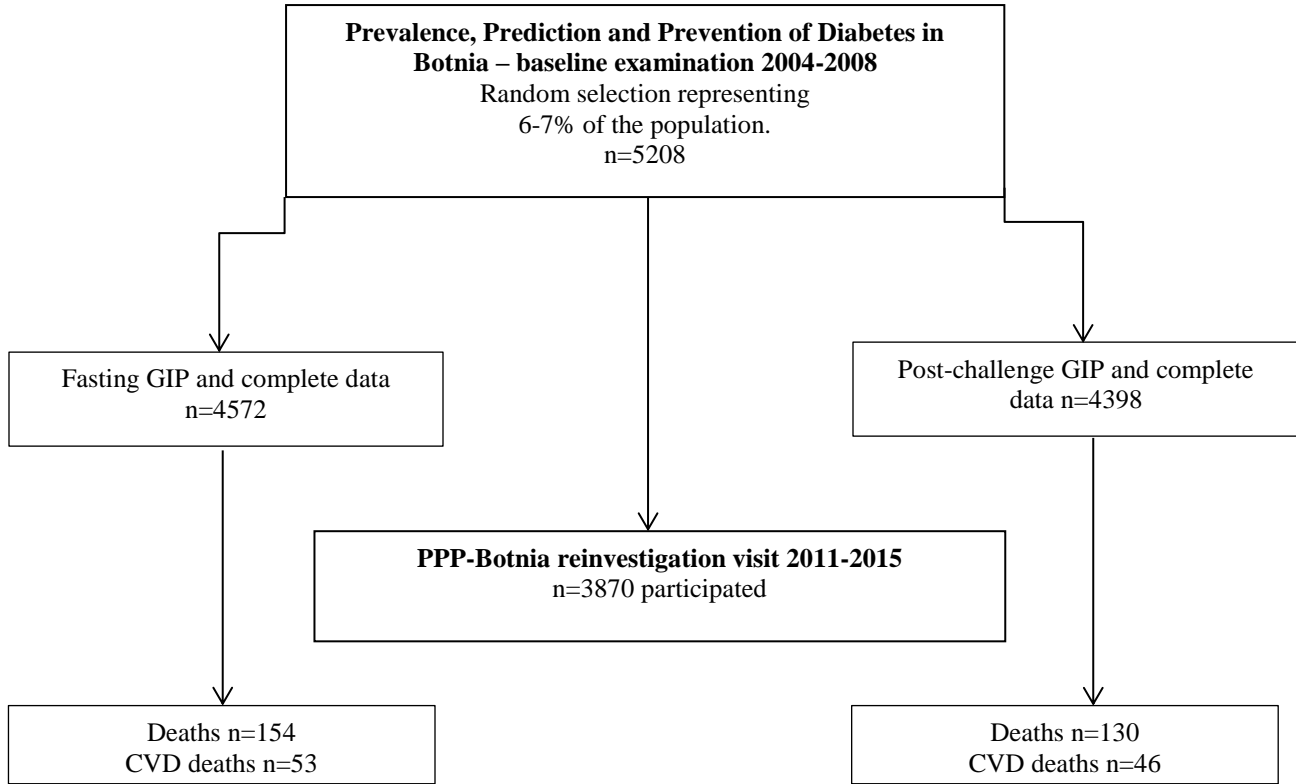 Prevalence, Prediction and Prevention of Diabetes in
Botnia – baseline examination 2004-2008
Random selection representing
6-7% of the population.
n=5208
Fasting GIP and complete data
n=4572
Post-challenge GIP and complete
data n=4398
PPP-Botnia reinvestigation visit 2011-2015
n=3870 participated
Deaths n=154
CVD deaths n=53
Deaths n=130
CVD deaths n=46